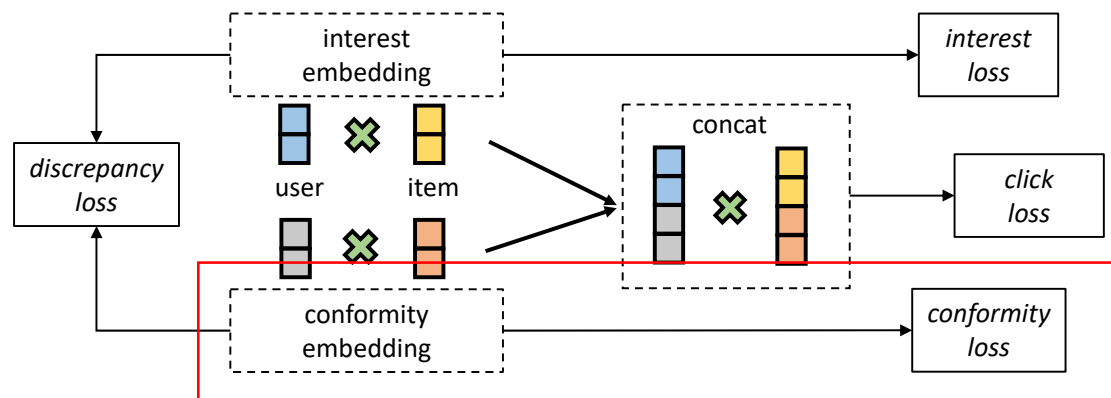 interest
embedding
interest
loss
concat
discrepancy
loss
user
item
click
loss
conformity
embedding
conformity
loss